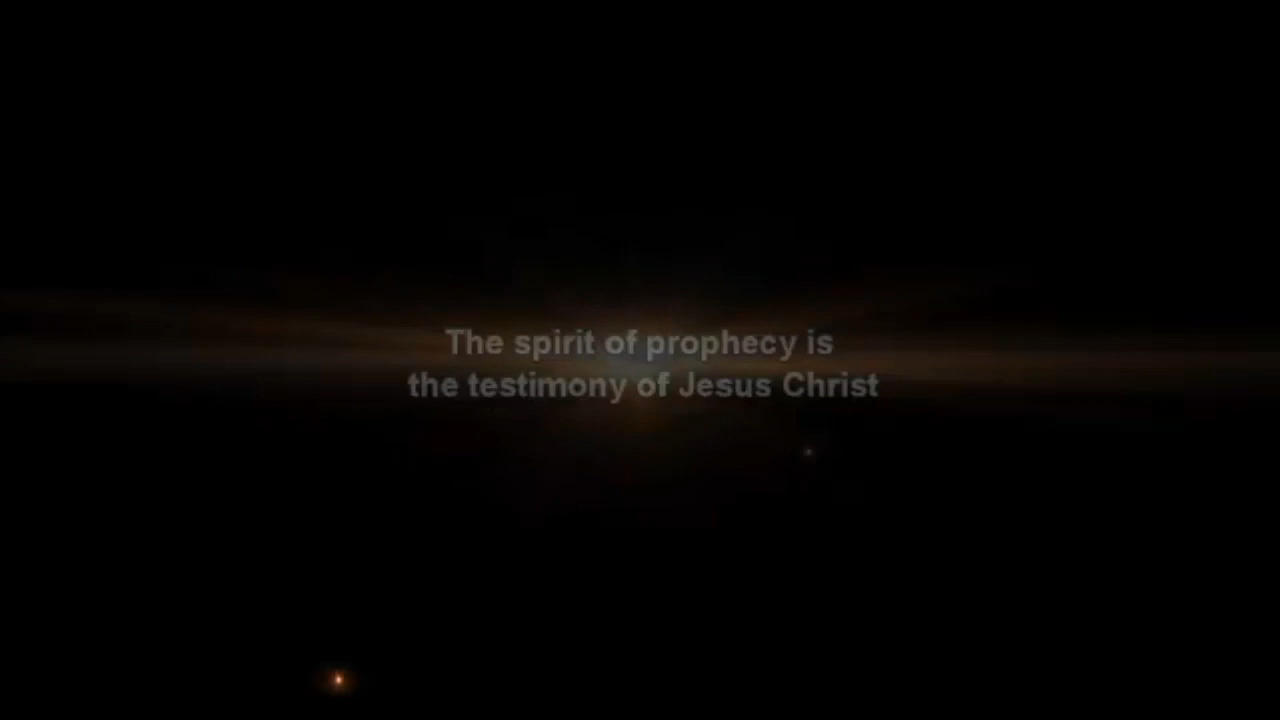 The spirit of prophecy is
the testimony of Jesus Christ